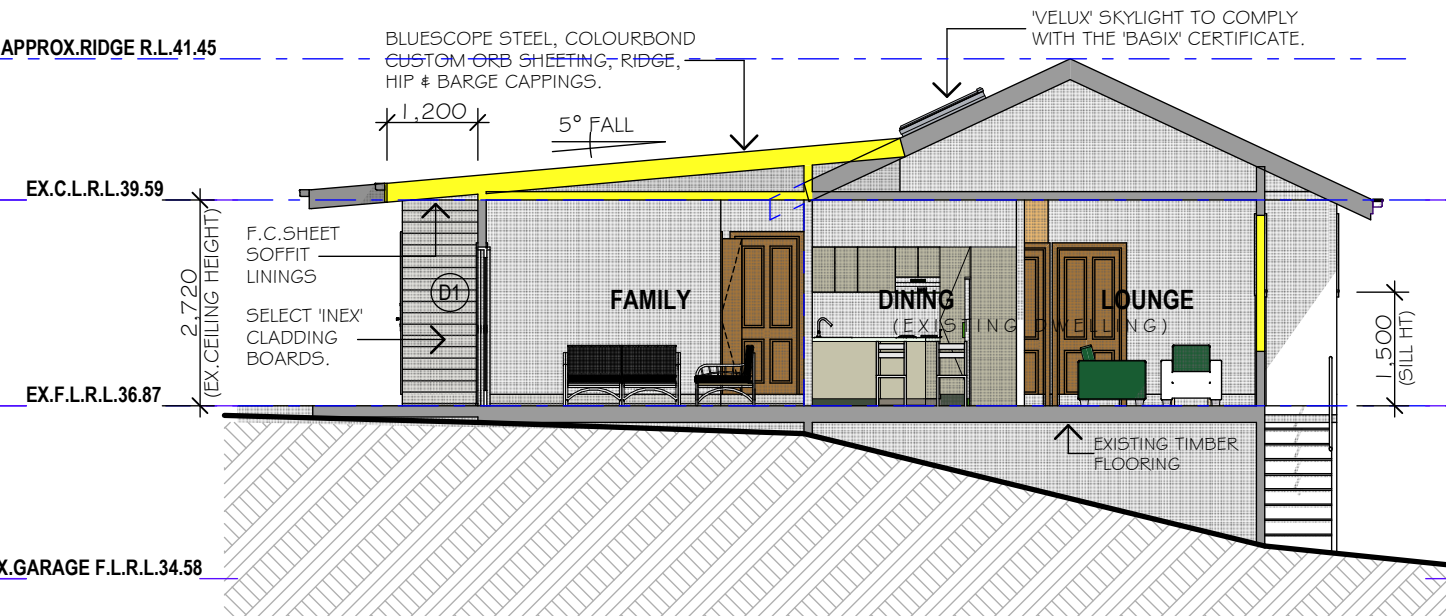 'VELUX' SKYLIGHT TO COMPLY
WITH THE 'BASIX' CERTIFICATE.
APPROX.RIDGE R.L.41.45
BLUESCOPE STEEL, COLOURBOND
CUSTOM ORB SHEETING, RIDGE,
HIP & BARGE CAPPINGS.
1,200
5° FALL
EX.C.L.R.L.39.59
F.C.SHEET
SOFFIT
LININGS
2,720
(EX.CEILING HEIGHT)
D1
SELECT 'INEX'
CLADDING
BOARDS.
FAMILY
DINING
LOUNGE
(EXISTING DWELLING)
1,500
(SILL HT)
EX.F.L.R.L.36.87
EXISTING TIMBER
FLOORING
X.GARAGE F.L.R.L.34.58